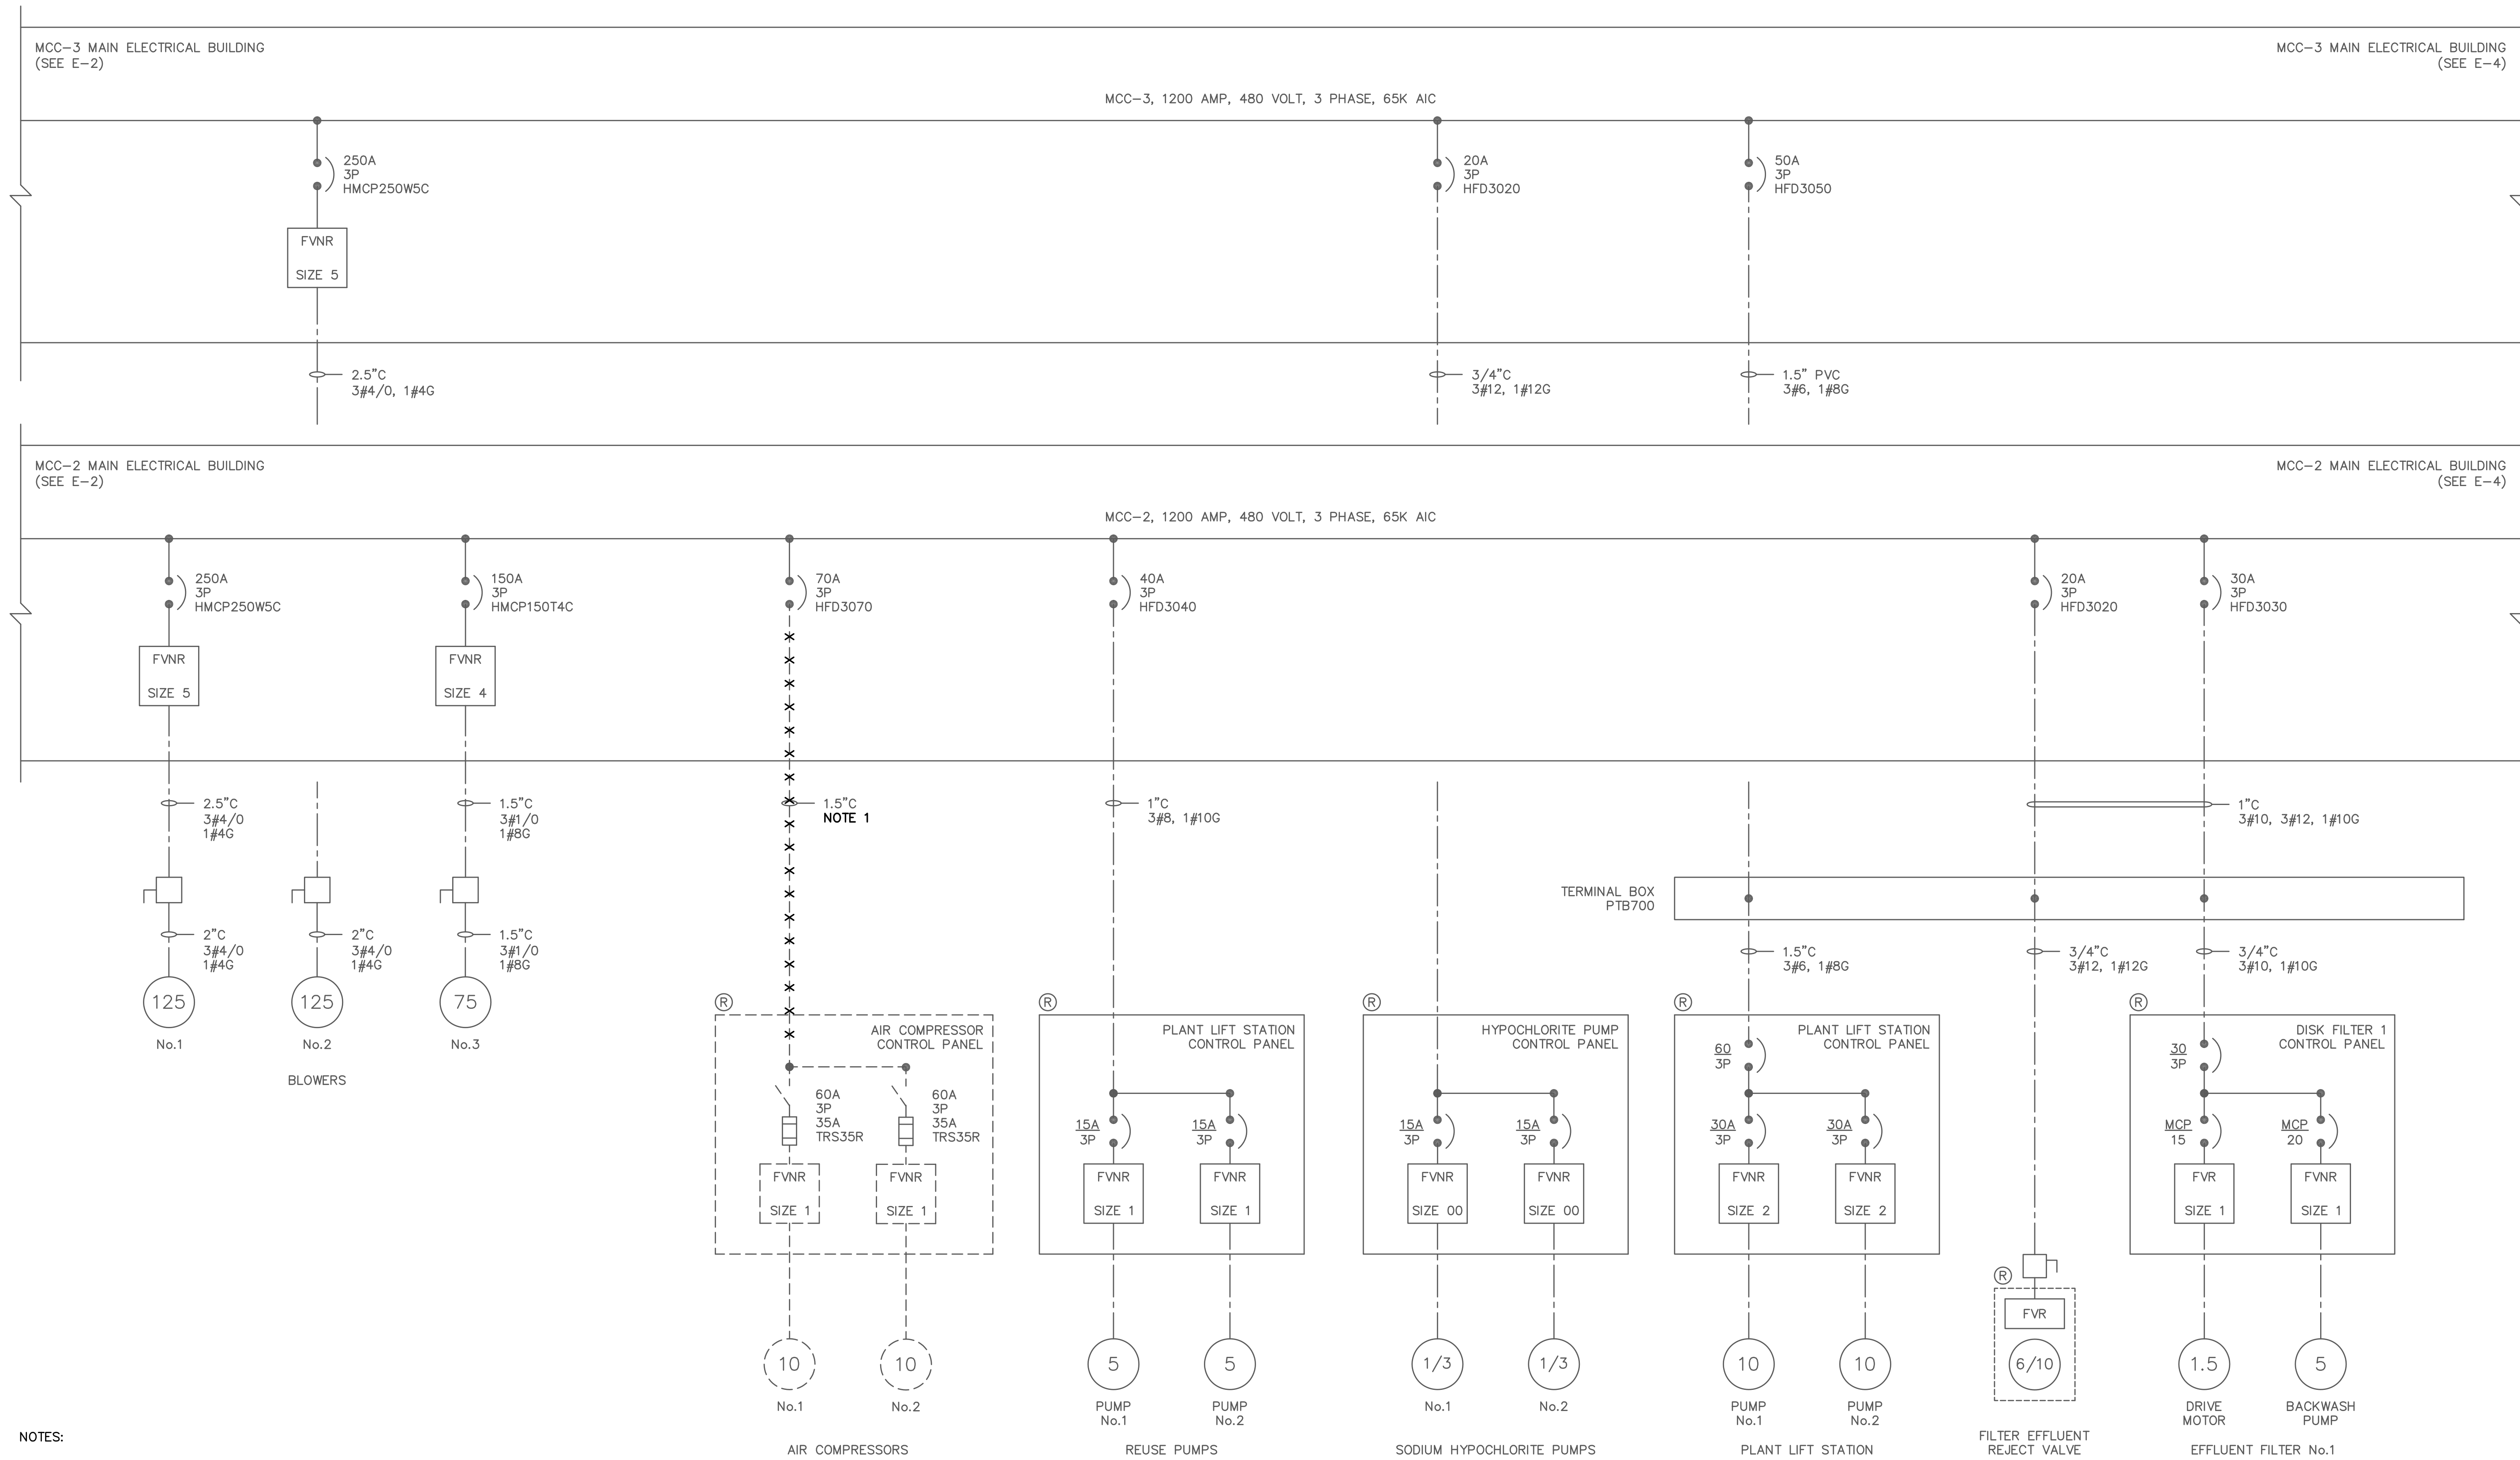 MCC-3 MAIN ELECTRICAL BUILDING
(SEE E-2)
MCC-3 MAIN ELECTRICAL BUILDING
(SEE E-4)
MCC-3, 1200 AMP, 480 VOLT, 3 PHASE, 65K AIC
250A
3P
HMCP250W5C
20A
3P
HFD3020
50A
3P
HFD3050
FVNR
SIZE 5
2.5"C
3#4/0, 1#4G
3/4"C
3#12, 1#12G
1.5" PVC
3#6, 1#8G
MCC-2 MAIN ELECTRICAL BUILDING
(SEE E-2)
MCC-2 MAIN ELECTRICAL BUILDING
(SEE E-4)
MCC-2, 1200 AMP, 480 VOLT, 3 PHASE, 65K AIC
250A
3P
HMCP250W5C
150A
3P
HMCP150T4C
70A
3P
HFD3070
40A
3P
HFD3040
20A
3P
HFD3020
30A
3P
HFD3030
FVNR
SIZE 5
FVNR
SIZE 4
2.5"C
3#4/0
1#4G
1.5"C
3#1/0
1#8G
1.5"C
NOTE 1
1"C
3#8, 1#10G
1"C
3#10, 3#12, 1#10G
TERMINAL BOX
PTB700
2"C
3#4/0
1#4G
2"C
3#4/0
1#4G
1.5"C
3#1/0
1#8G
1.5"C
3#6, 1#8G
3/4"C
3#12, 1#12G
3/4"C
3#10, 1#10G
125
No.1
125
No.2
75
No.3
BLOWERS
R
AIR COMPRESSOR
CONTROL PANEL
60A
3P
35A
TRS35R
60A
3P
35A
TRS35R
FVNR
SIZE 1
FVNR
SIZE 1
10
No.1
10
No.2
AIR COMPRESSORS
R
PLANT LIFT STATION
CONTROL PANEL
15A
3P
15A
3P
FVNR
SIZE 1
FVNR
SIZE 1
5
PUMP
No.1
5
PUMP
No.2
REUSE PUMPS
R
HYPOCHLORITE PUMP
CONTROL PANEL
15A
3P
15A
3P
FVNR
SIZE 00
FVNR
SIZE 00
1/3
No.1
1/3
No.2
SODIUM HYPOCHLORITE PUMPS
R
PLANT LIFT STATION
CONTROL PANEL
60
3P
30A
3P
30A
3P
FVNR
SIZE 2
FVNR
SIZE 2
10
PUMP
No.1
10
PUMP
No.2
PLANT LIFT STATION
R
FVR
6/10
FILTER EFFLUENT
REJECT VALVE
R
DISK FILTER 1
CONTROL PANEL
30
3P
MCP
15
MCP
20
FVR
SIZE 1
FVNR
SIZE 1
1.5
DRIVE
MOTOR
5
BACKWASH
PUMP
EFFLUENT FILTER No.1
NOTES: